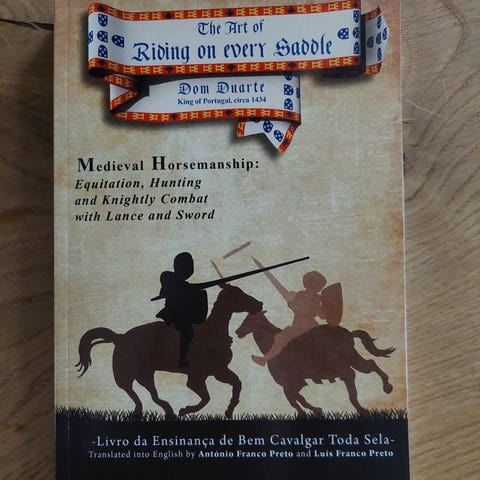 The Art of
Riding on every Saddle
Dom Duarte
King of Portugal, circa 1434
Medieval Horsemanship:
Equitation, Hunting
and Knightly Combat
with Lance and Sword
-Livro da Ensinança de Bem Cavalgar Toda Sela-
Translated into English by António Franco Preto and Luís Franco Preto